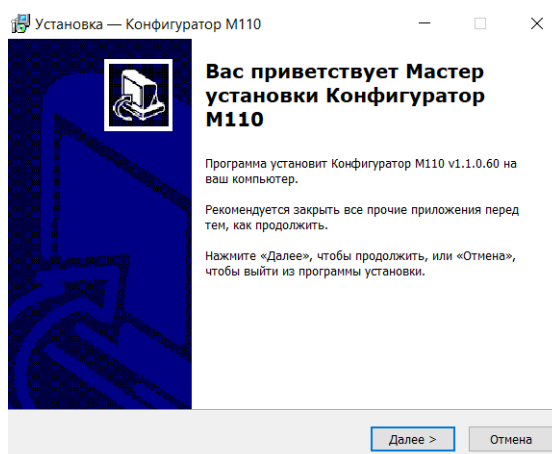 Установка — Конфигуратор М110
Вас приветствует Мастер
установки Конфигуратор
М110
Программа установит Конфигуратор М110 v1.1.0.60 на
ваш компьютер.
Рекомендуется закрыть все прочие приложения перед
тем, как продолжить.
Нажмите «Далее», чтобы продолжить, или «Отмена»,
чтобы выйти из программы установки.
Далее >
Отмена